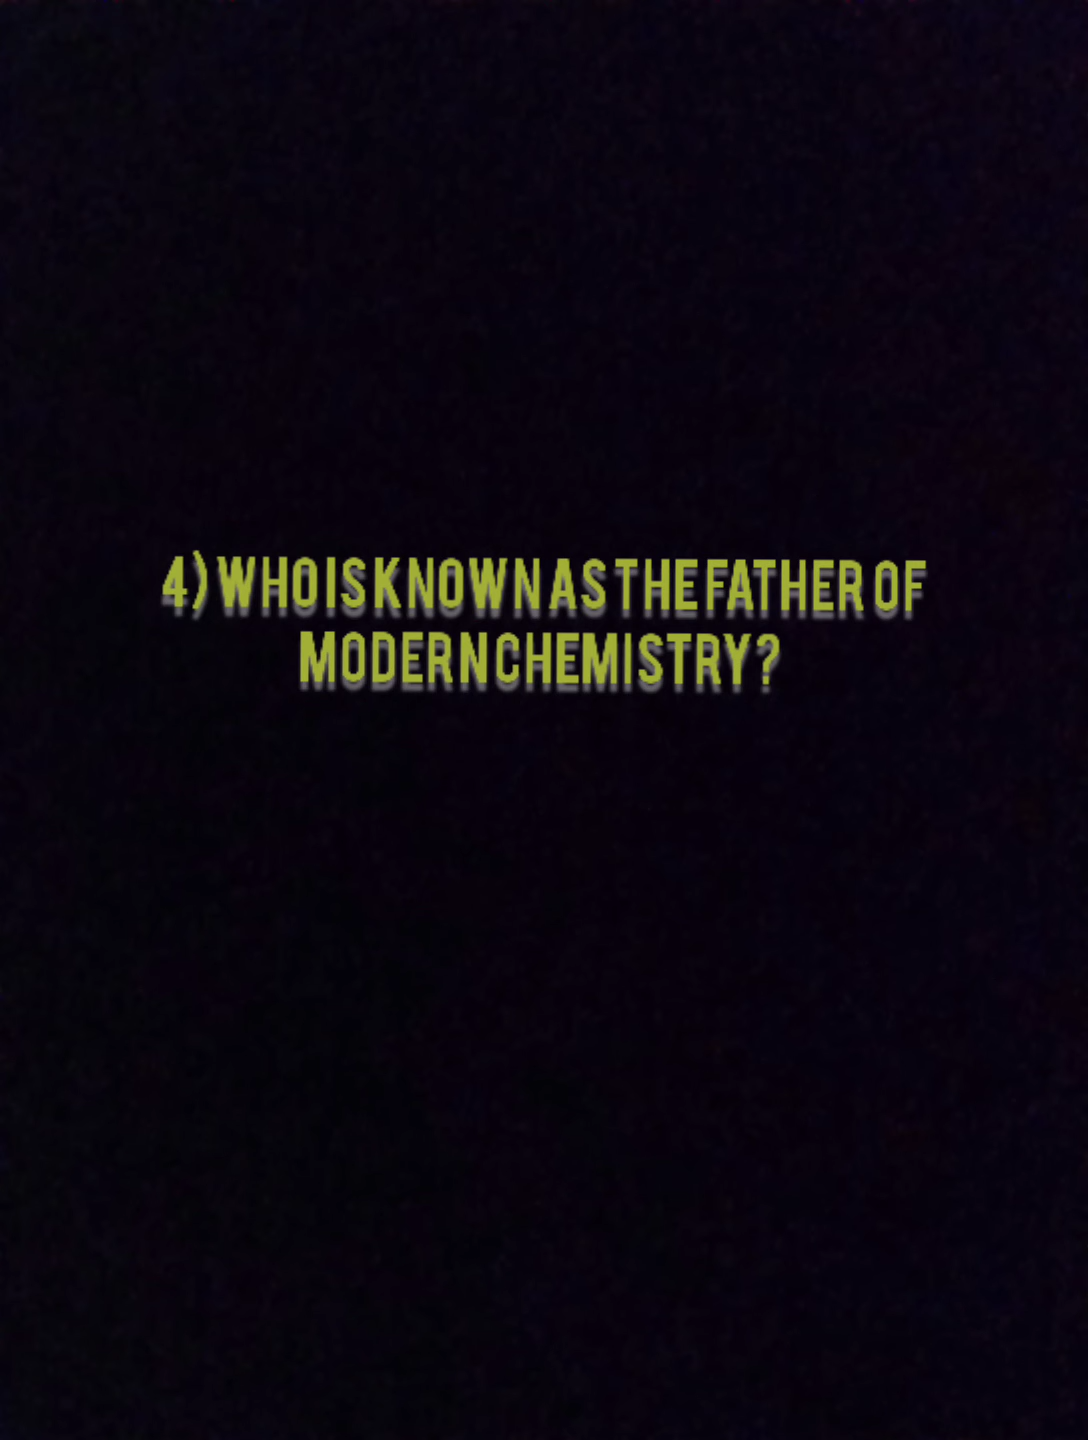 4) WHO IS KNOWN AS THE FATHER OF
MODERN CHEMISTRY ?